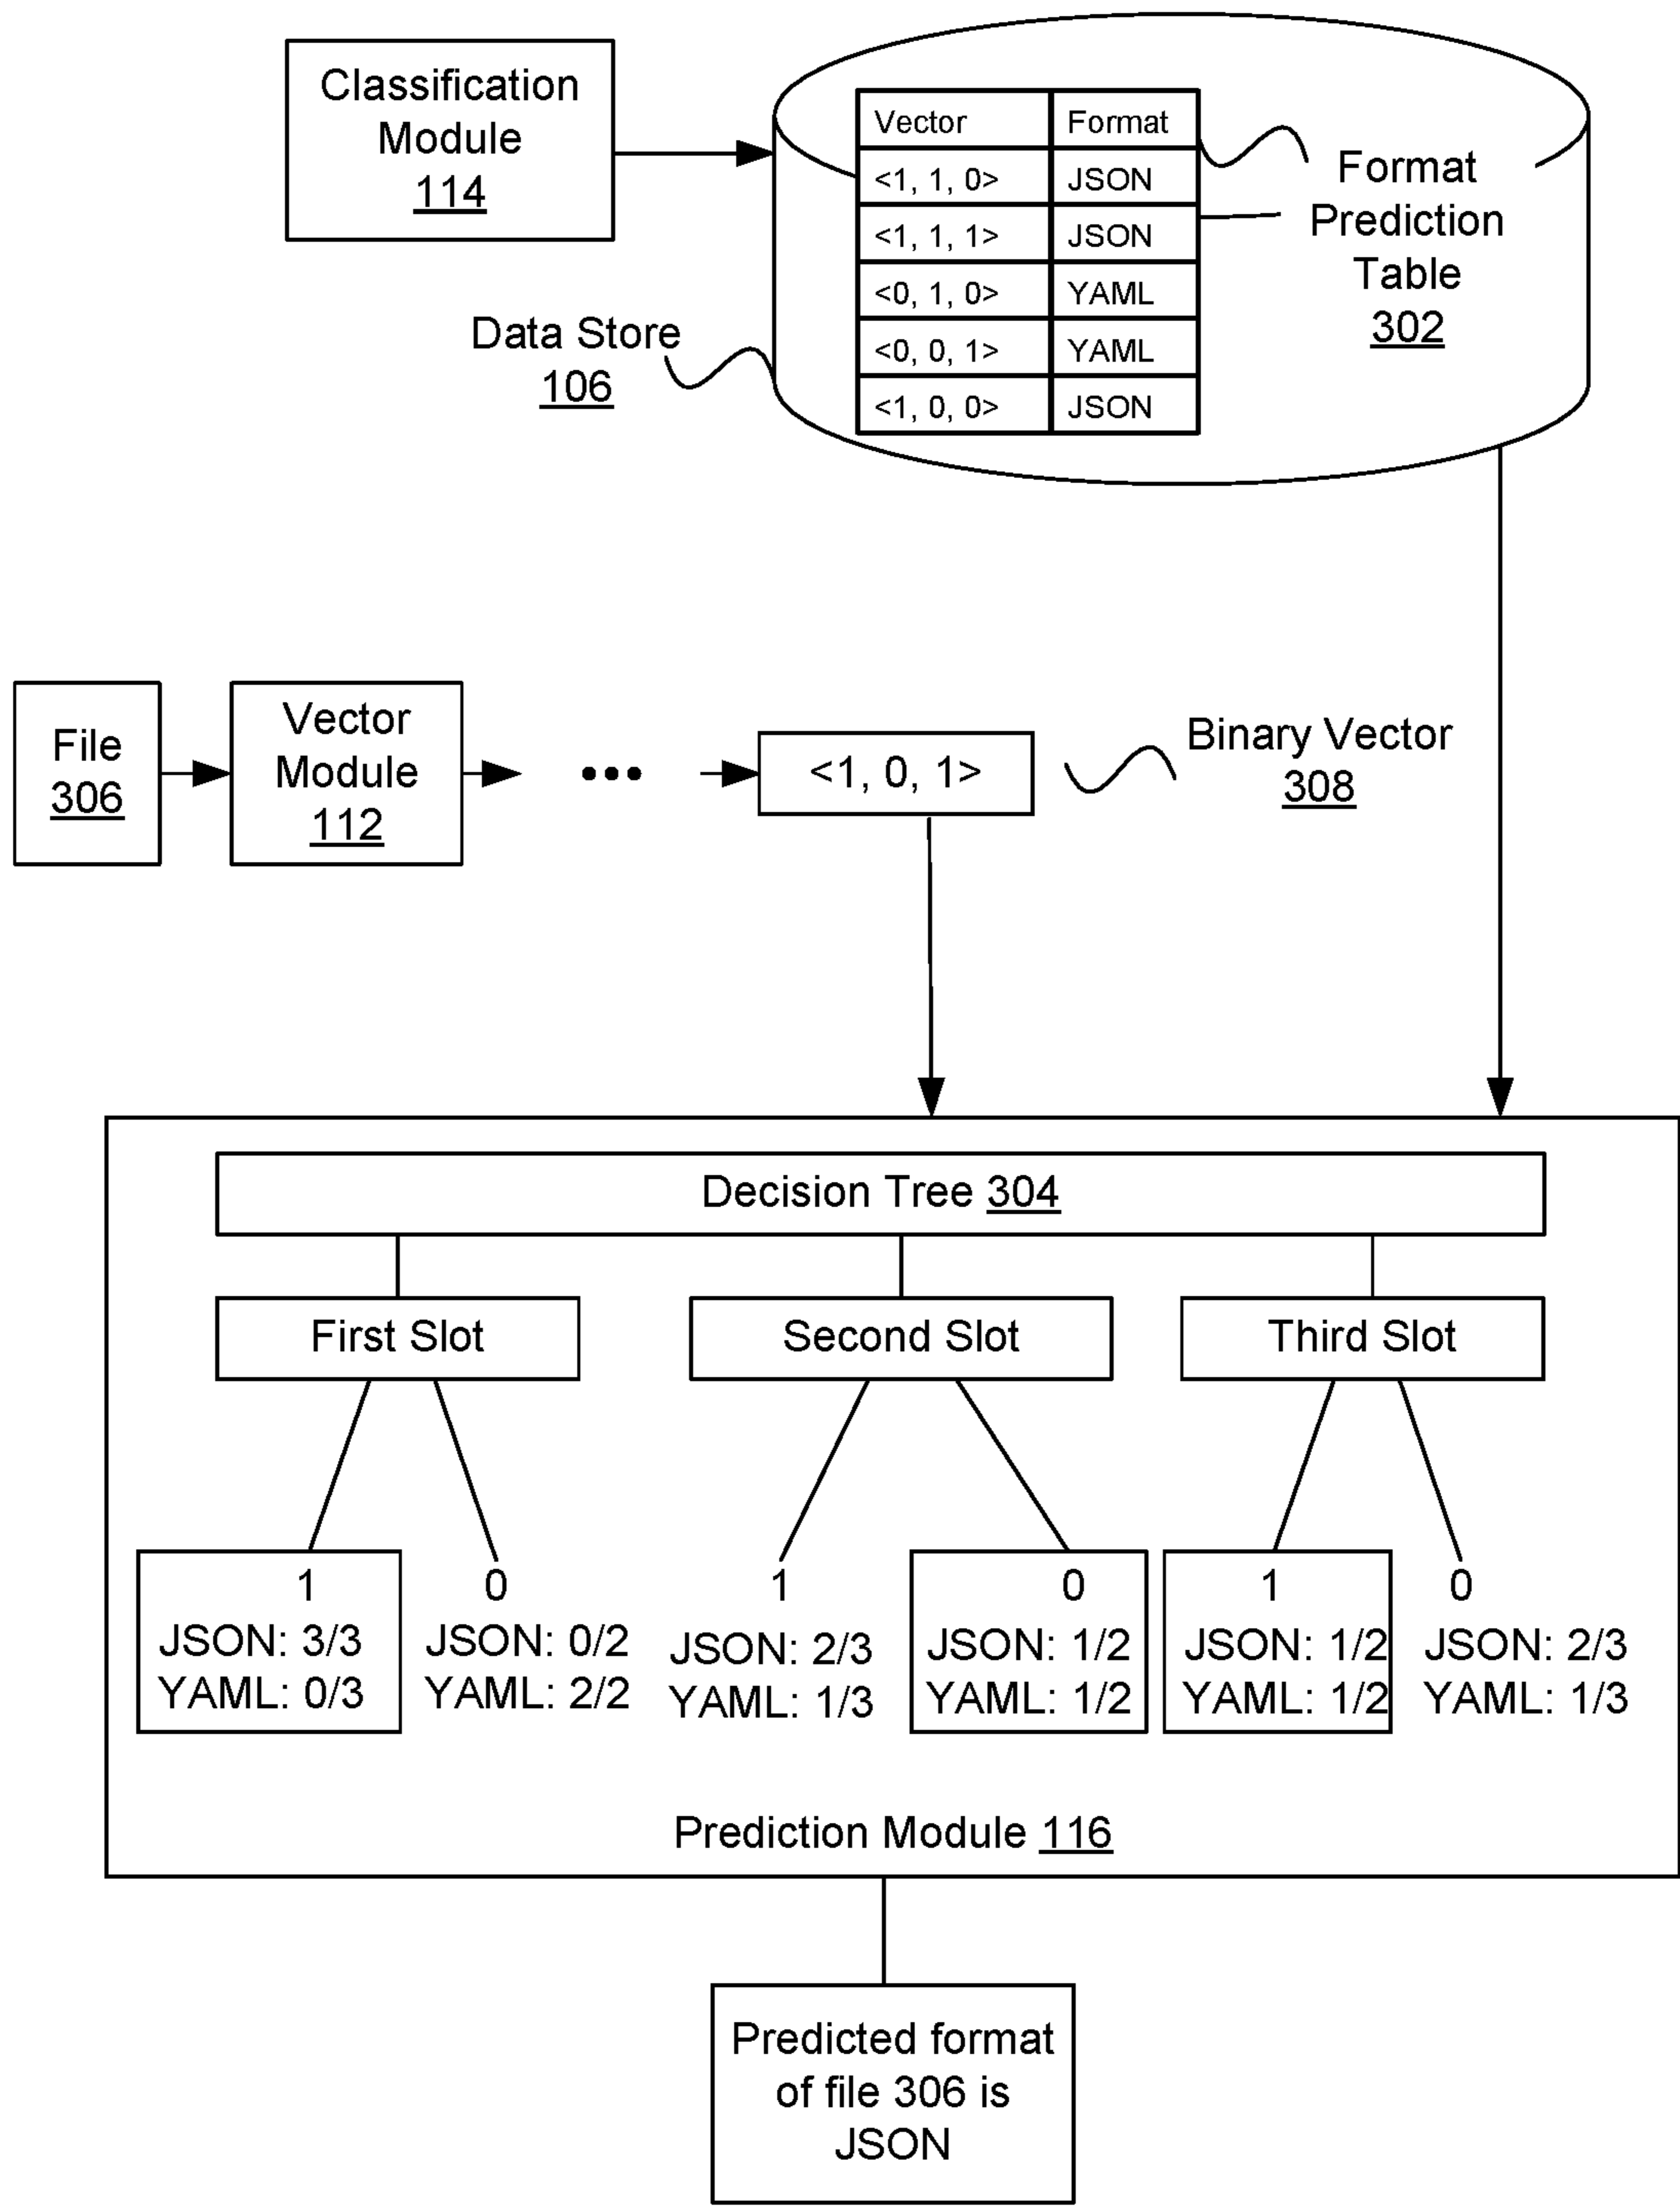 Classification
Module
114
Vector Format
<1, 1, 0> JSON
<1, 1, 1> JSON
<0, 1, 0> YAML
<0, 0, 1> YAML
<1, 0, 0> JSON
Format
Prediction
Table
302
Data Store
106
File
306
Vector
Module
112
•••
<1, 0, 1>
Binary Vector
308
Decision Tree 304
First Slot
Second Slot
Third Slot
1
JSON: 3/3
YAML: 0/3
0
JSON: 0/2
YAML: 2/2
1
JSON: 2/3
YAML: 1/3
0
JSON: 1/2
YAML: 1/2
1
JSON: 1/2
YAML: 1/2
0
JSON: 2/3
YAML: 1/3
Prediction Module 116
Predicted format
of file 306 is
JSON